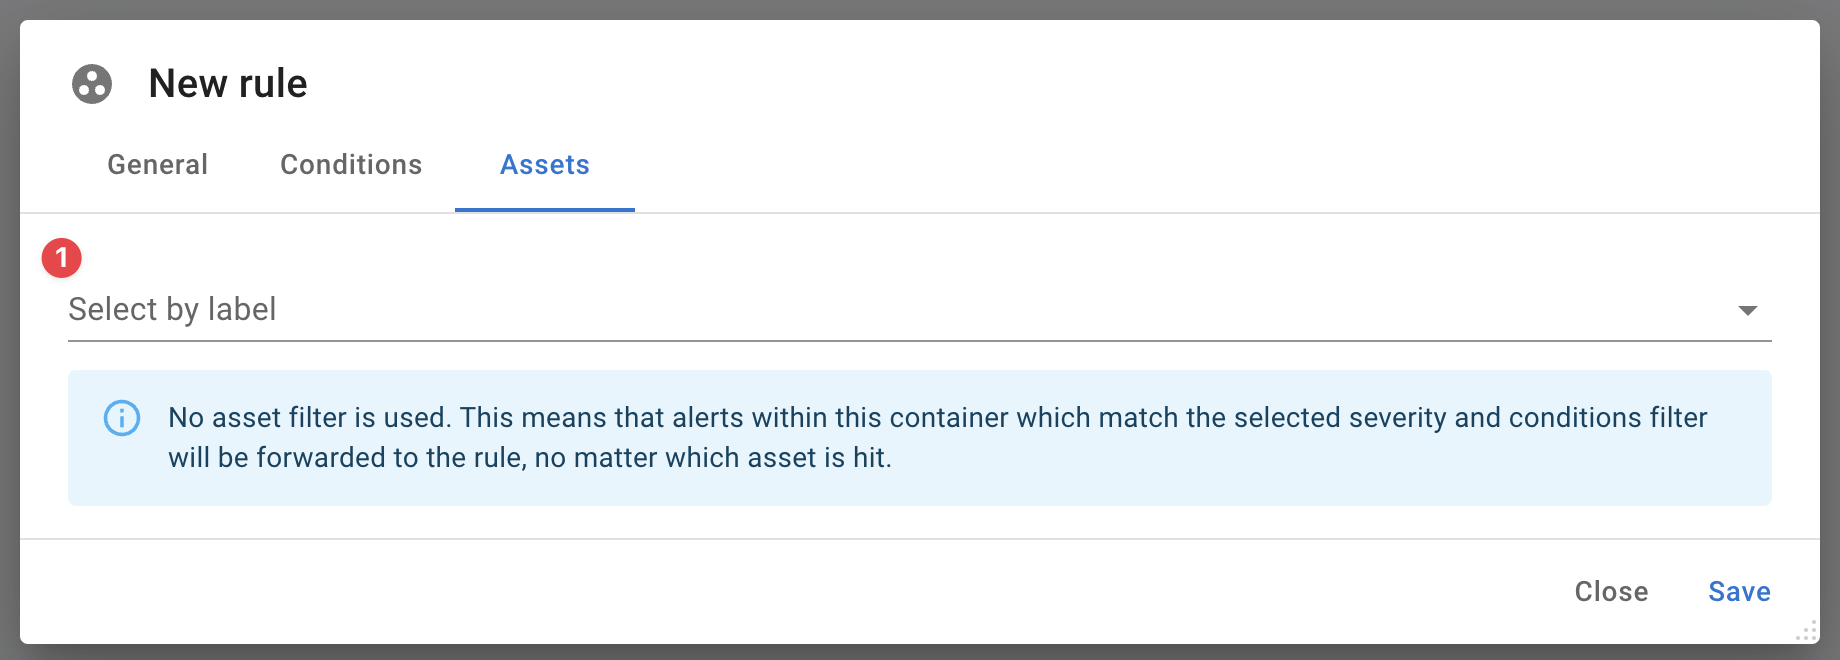 New rule
General Conditions Assets
1
Select by label
No asset filter is used. This means that alerts within this container which match the selected severity and conditions filter
will be forwarded to the rule, no matter which asset is hit.
Close Save